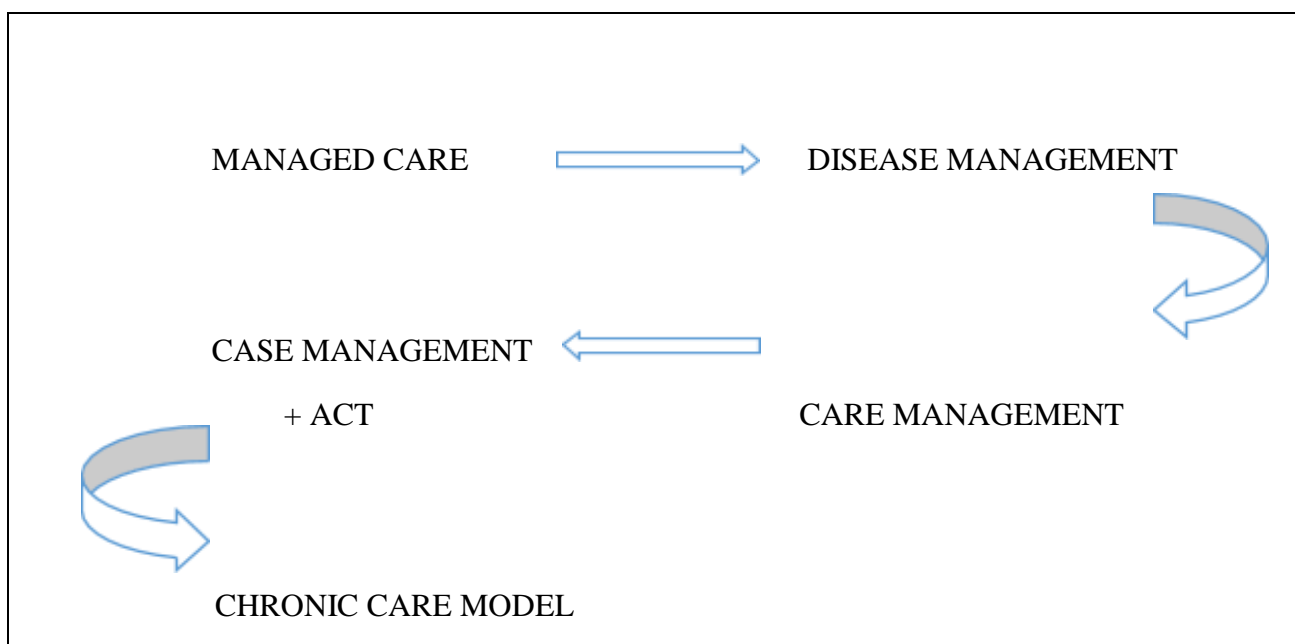 MANAGED CARE
DISEASE MANAGEMENT
CASE MANAGEMENT
+ ACT
CARE MANAGEMENT
CHRONIC CARE MODEL